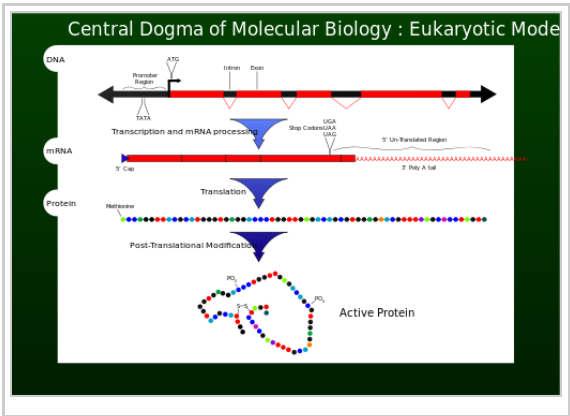 Central Dogma of Molecular Biology : Eukaryotic Mode
DNA
ATG
Promoter
Region
Intron
Exon
TATA
Transcription and mRNA processing
Stop Codons
UGA
UAA
UAG
5' Un-Translated Region
mRNA
AAAAAAAAAAAAAAAAAAAAAAAAAAAAAAAAAA
5' Cap
3' Poly A tail
Translation
Protein
Methionine
Post-Translational Modification
PO
S-S
PO
Active Protein